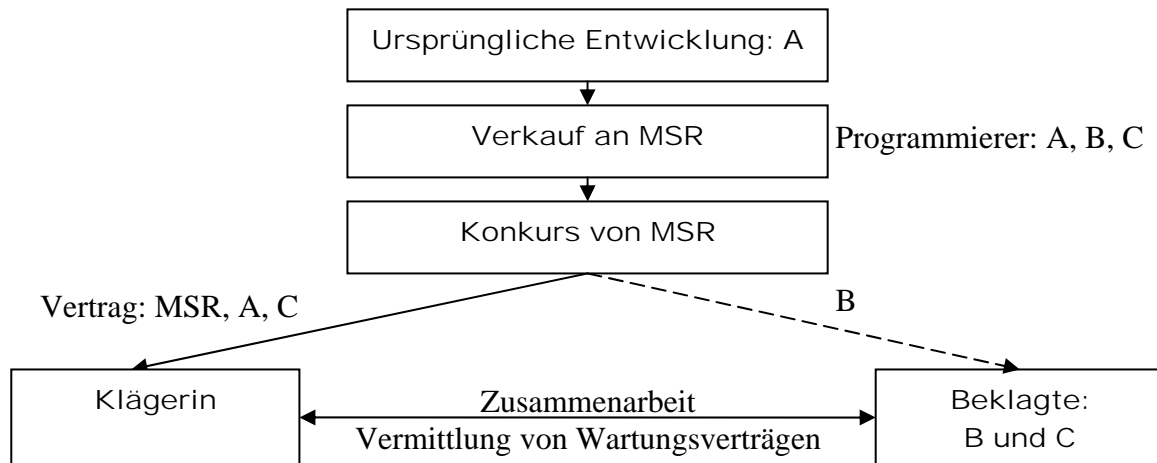 Ursprüngliche Entwicklung: A
Verkauf an MSR
Programmierer: A, B, C
Konkurs von MSR
Vertrag: MSR, A, C
B
Klägerin
Zusammenarbeit
Vermittlung von Wartungsverträgen
Beklagte:
B und C